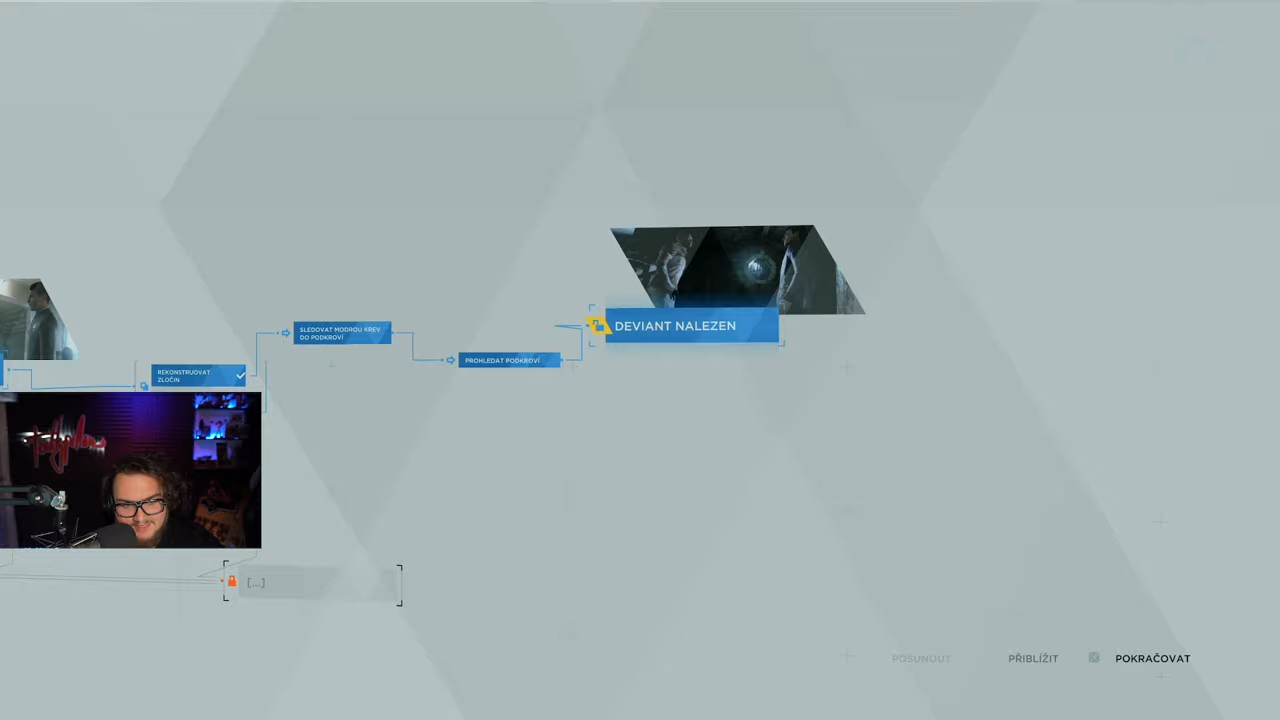 DEVIANT NALEZEN
SLEDOVAT MODROU KREV
DO PODKROVÍ
PROHLEDAT PODKROVÍ
REKONSTRUOVAT
ZLOČIN
[...]
POSUNOUT
PŘIBLÍŽIT
POKRAČOVAT